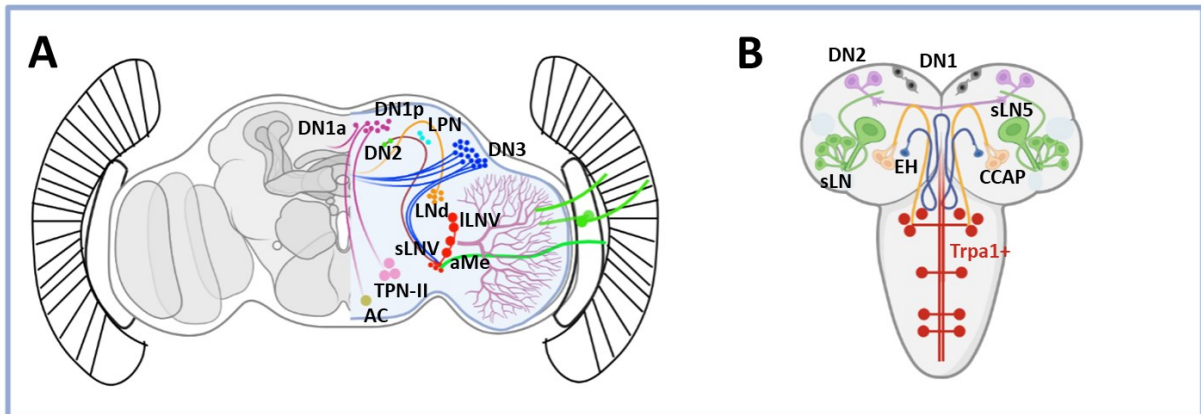 A
DN1p
DN1a
LPN
DN2
DN3
LNd
lLNV
sLNV
aMe
TPN-II
AC
B
DN2
DN1
sLN5
EH
sLN
CCAP
Trpa1+